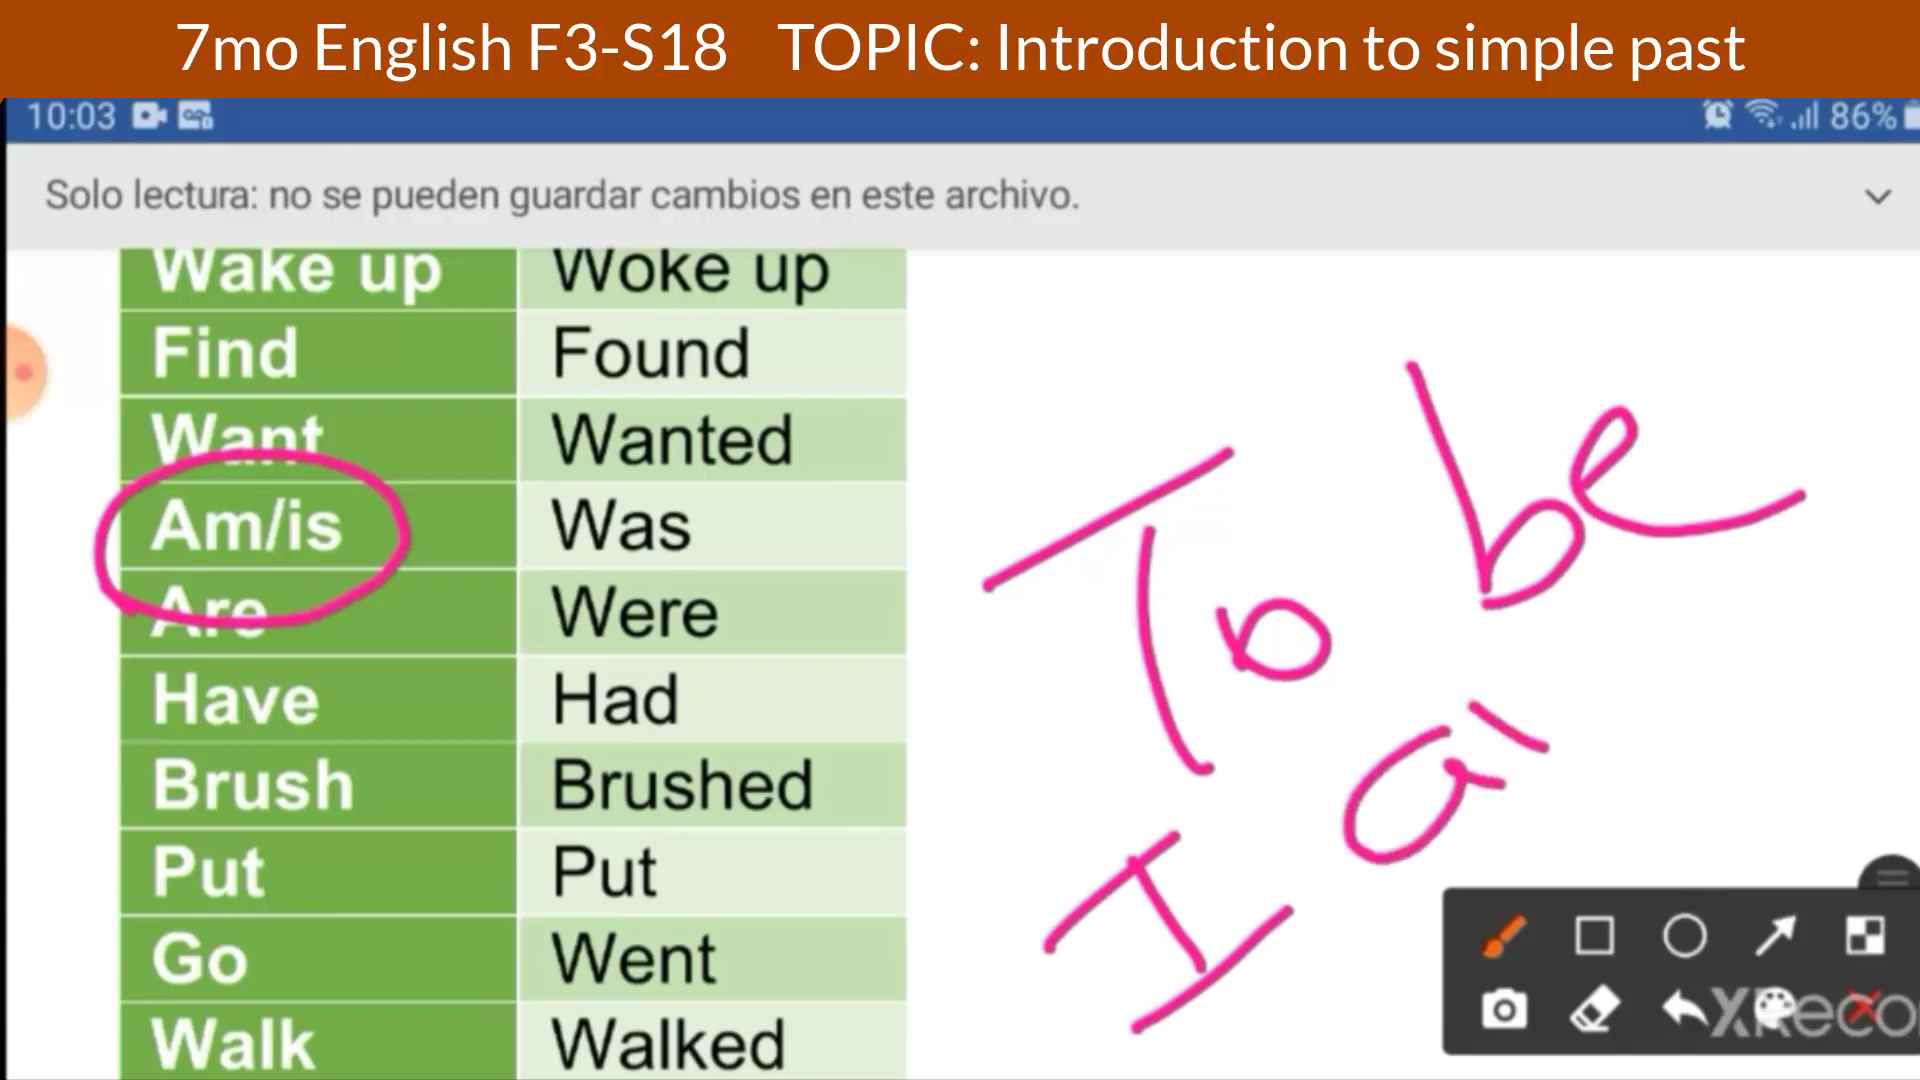 7mo English F3-S18 TOPIC: Introduction to simple past
10:03 86%
Solo lectura: no se pueden guardar cambios en este archivo.
Wake up Woke up
Find Found
Want Wanted
Am/is Was
Are Were
Have Had
Brush Brushed
Put Put
Go Went
Walk Walked
To be
I a